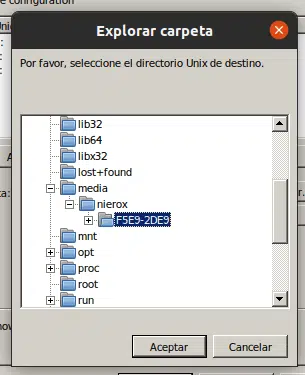 configuration
Explorar carpeta
Por favor, seleccione el directorio Unix de destino.
lib32
lib64
libx32
lost+found
media
nierox
F5E9-2DE9
mnt
opt
proc
root
run
Aceptar
Cancelar